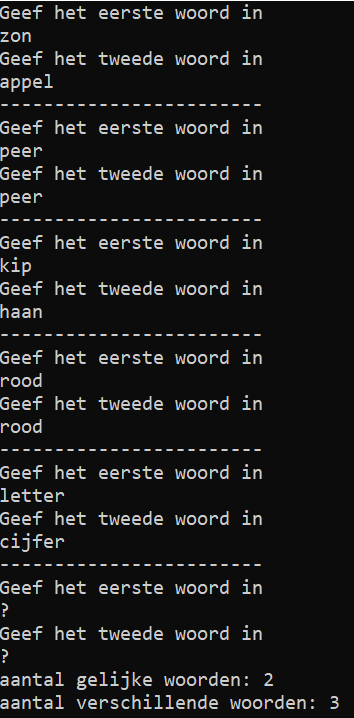 Geef het eerste woord in
zon
Geef het tweede woord in
appel
------------------------
Geef het eerste woord in
peer
Geef het tweede woord in
peer
------------------------
Geef het eerste woord in
kip
Geef het tweede woord in
haan
------------------------
Geef het eerste woord in
rood
Geef het tweede woord in
rood
------------------------
Geef het eerste woord in
letter
Geef het tweede woord in
cijfer
------------------------
Geef het eerste woord in
?
Geef het tweede woord in
?
aantal gelijke woorden: 2
aantal verschillende woorden: 3